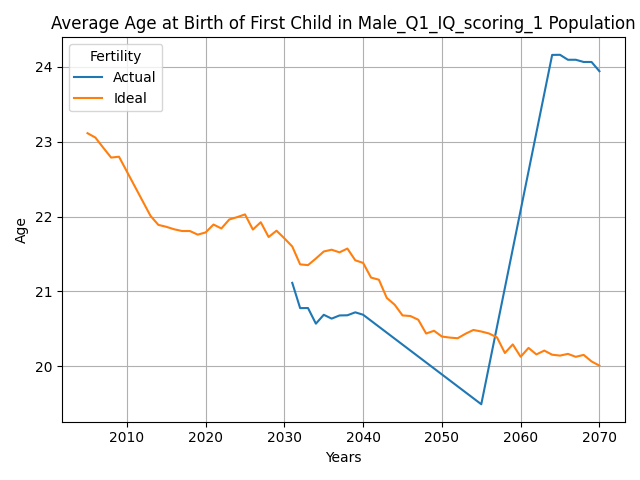 Average Age at Birth of First Child in Male_Q1_IQ_scoring_1 Population
Fertility
Actual
Ideal
24
23
22
21
20
Age
2010 2020 2030 2040 2050 2060 2070
Years